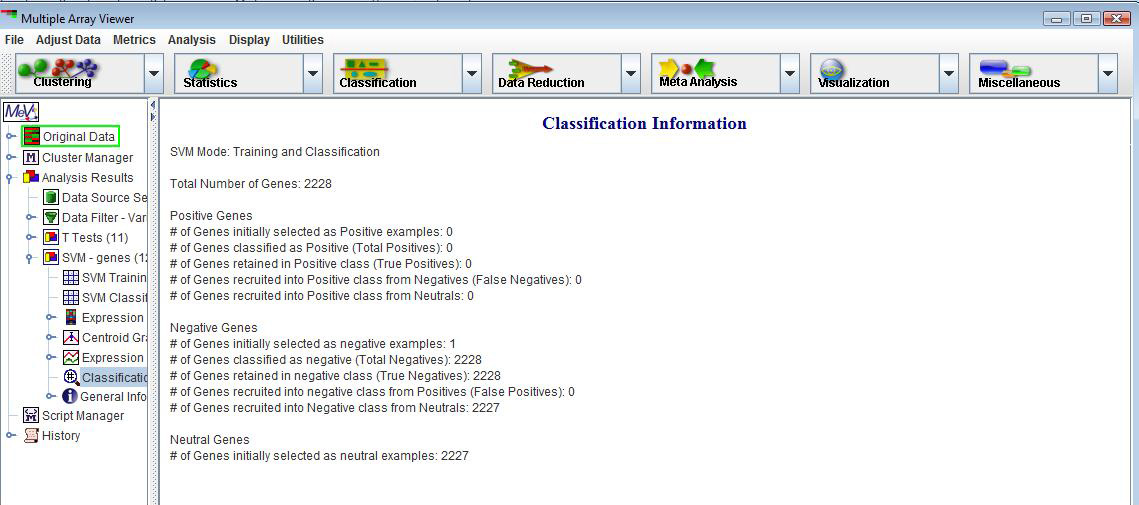 Multiple Array Viewer
File Adjust Data Metrics Analysis Display Utilities
Clustering Statistics Classification Data Reduction Meta Analysis Visualization Miscellaneous
MeV
Original Data
Cluster Manager
Analysis Results
Data Source Se
Data Filter - Vari
T Tests (11)
SVM - genes (12
SVM Trainin
SVM Classif
Expression
Centroid Gra
Expression
Classificatio
General Info
Script Manager
History
Classification Information
SVM Mode: Training and Classification
Total Number of Genes: 2228
Positive Genes
# of Genes initially selected as Positive examples: 0
# of Genes classified as Positive (Total Positives): 0
# of Genes retained in Positive class (True Positives): 0
# of Genes recruited into Positive class from Negatives (False Negatives): 0
# of Genes recruited into Positive class from Neutrals: 0
Negative Genes
# of Genes initially selected as negative examples: 1
# of Genes classified as negative (Total Negatives): 2228
# of Genes retained in negative class (True Negatives): 2228
# of Genes recruited into negative class from Positives (False Positives): 0
# of Genes recruited into Negative class from Neutrals: 2227
Neutral Genes
# of Genes initially selected as neutral examples: 2227